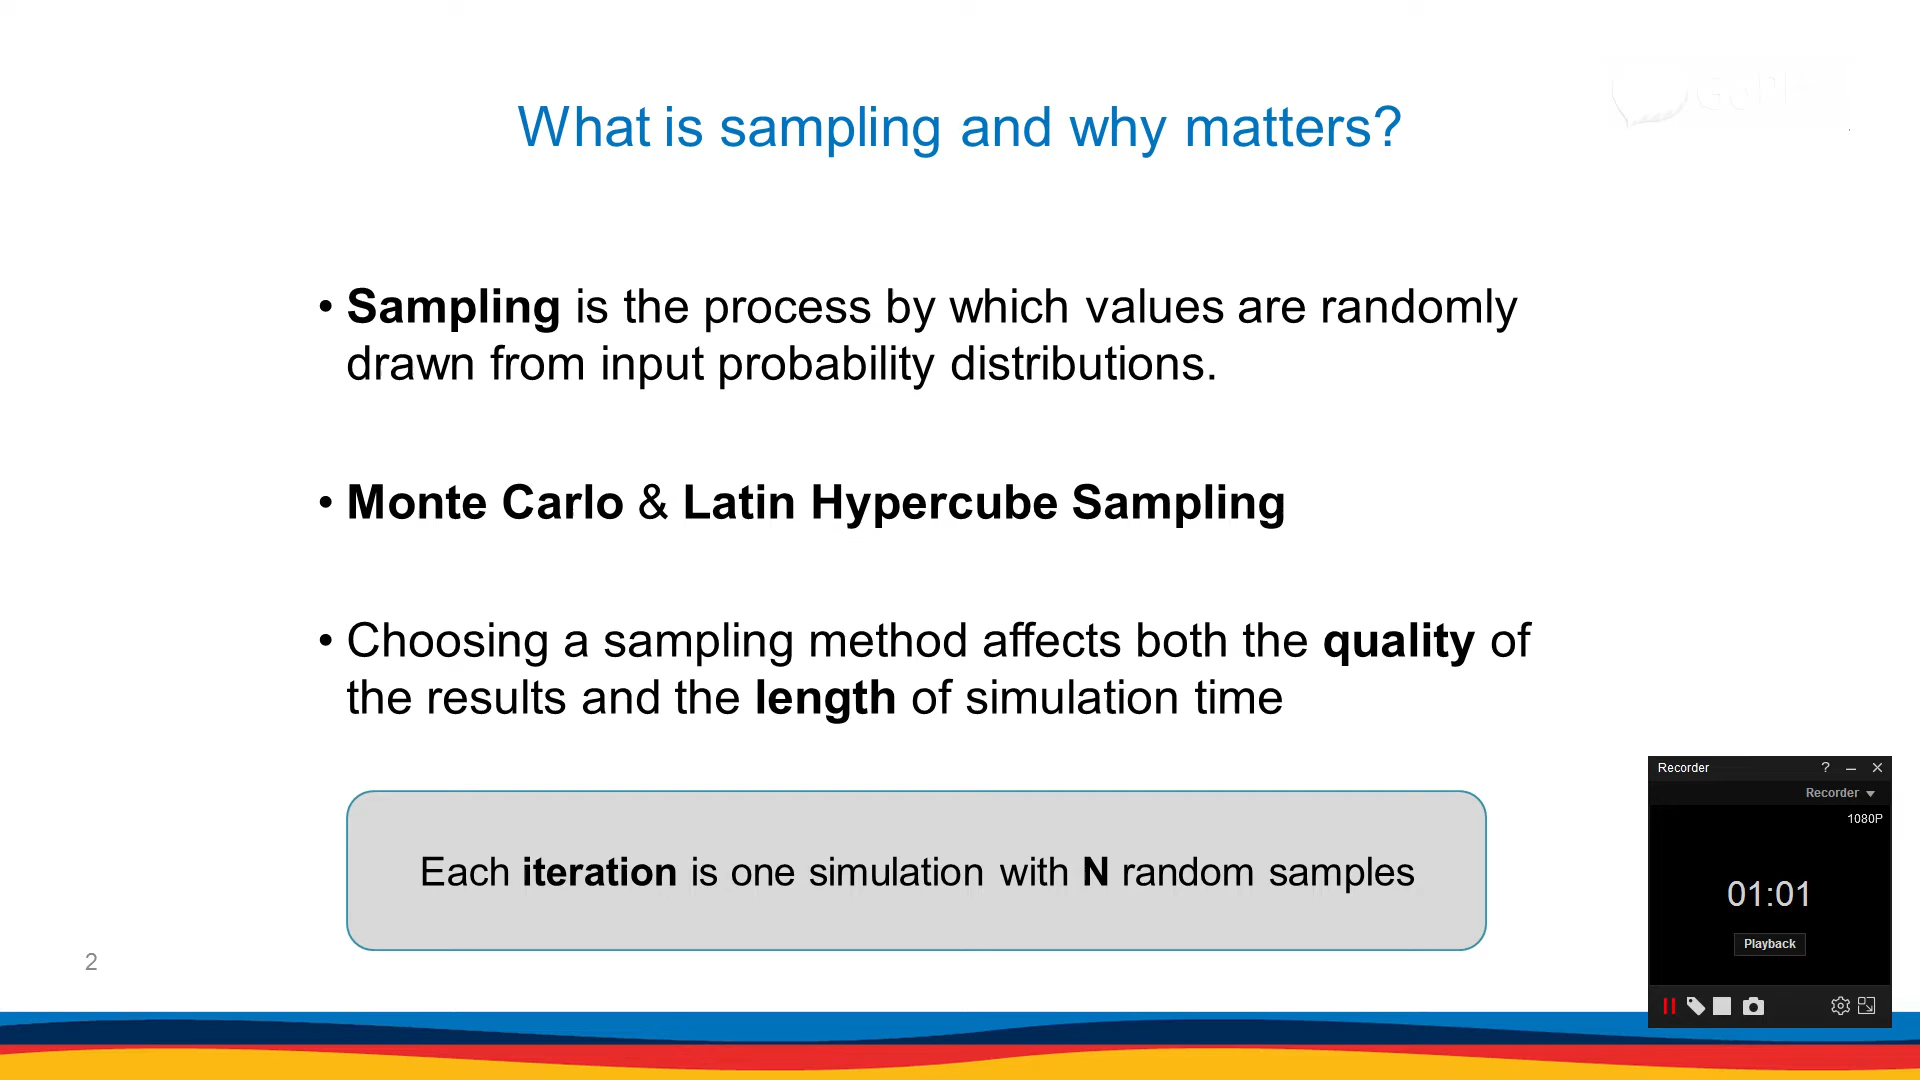 What is sampling and why matters?
• Sampling is the process by which values are randomly
drawn from input probability distributions.
• Monte Carlo & Latin Hypercube Sampling
• Choosing a sampling method affects both the quality of
the results and the length of simulation time
Each iteration is one simulation with N random samples
2
Recorder
Recorder
1080P
01:01
Playback